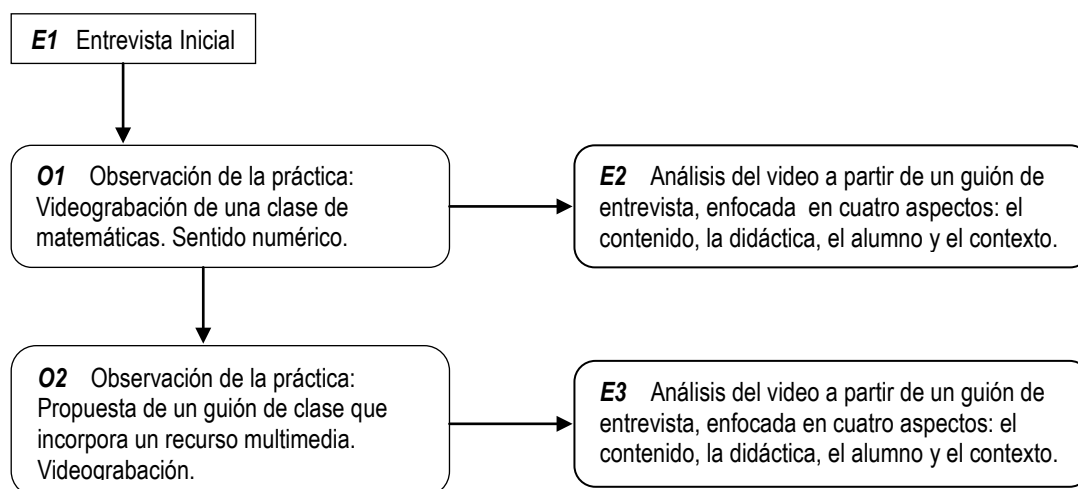 E1 Entrevista Inicial
O1 Observación de la práctica:
Videograbación de una clase de
matemáticas. Sentido numérico.
E2 Análisis del video a partir de un guión de
entrevista, enfocada en cuatro aspectos: el
contenido, la didáctica, el alumno y el contexto.
O2 Observación de la práctica:
Propuesta de un guión de clase que
incorpora un recurso multimedia.
Videograbación.
E3 Análisis del video a partir de un guión de
entrevista, enfocada en cuatro aspectos: el
contenido, la didáctica, el alumno y el contexto.